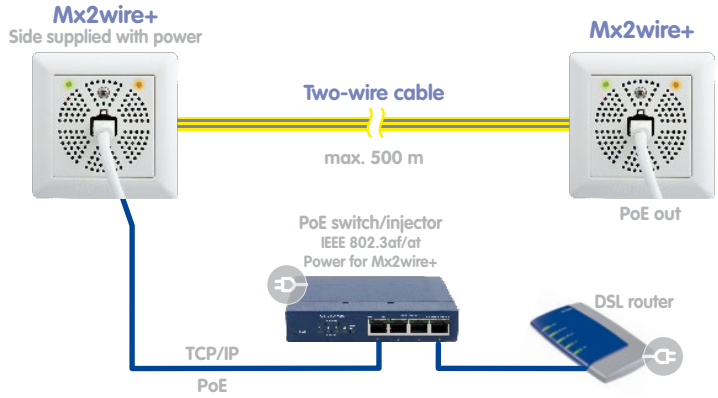 Mx2wire+
Side supplied with power
Mx2wire+
Two-wire cable
max. 500 m
PoE out
PoE switch/injector
IEEE 802.3af/at
Power for Mx2wire+
DSL router
TCP/IP
PoE